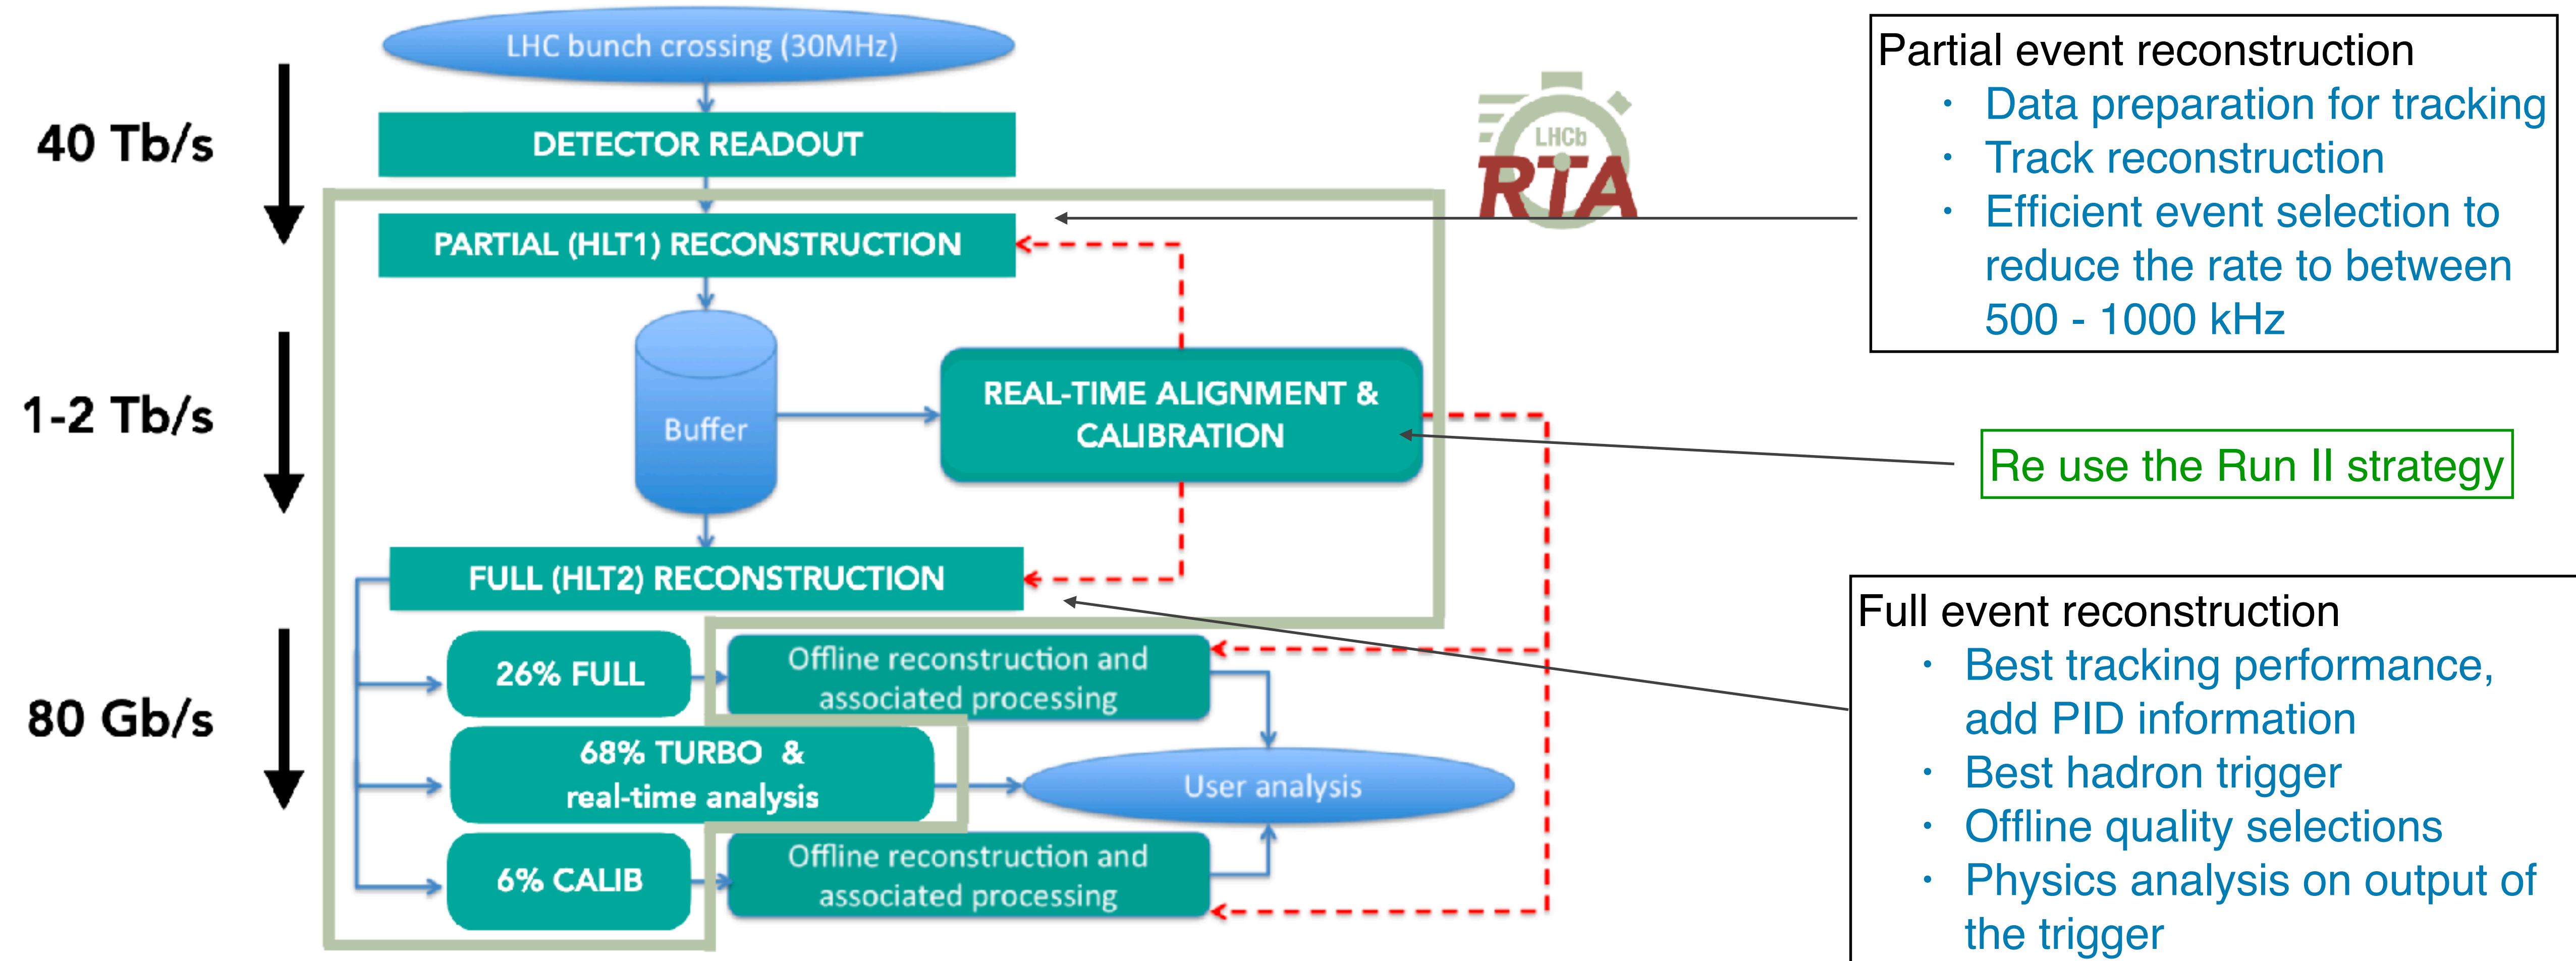 LHC bunch crossing (30MHz)
40 Tb/s
DETECTOR READOUT
PARTIAL (HLT1) RECONSTRUCTION
1-2 Tb/s
Buffer
REAL-TIME ALIGNMENT &
CALIBRATION
FULL (HLT2) RECONSTRUCTION
80 Gb/s
26% FULL
Offline reconstruction and
associated processing
68% TURBO &
real-time analysis
User analysis
6% CALIB
Offline reconstruction and
associated processing
LHCb
RTA
Partial event reconstruction
· Data preparation for tracking
· Track reconstruction
· Efficient event selection to
reduce the rate to between
500 - 1000 kHz
Re use the Run II strategy
Full event reconstruction
· Best tracking performance,
add PID information
· Best hadron trigger
· Offline quality selections
· Physics analysis on output of
the trigger